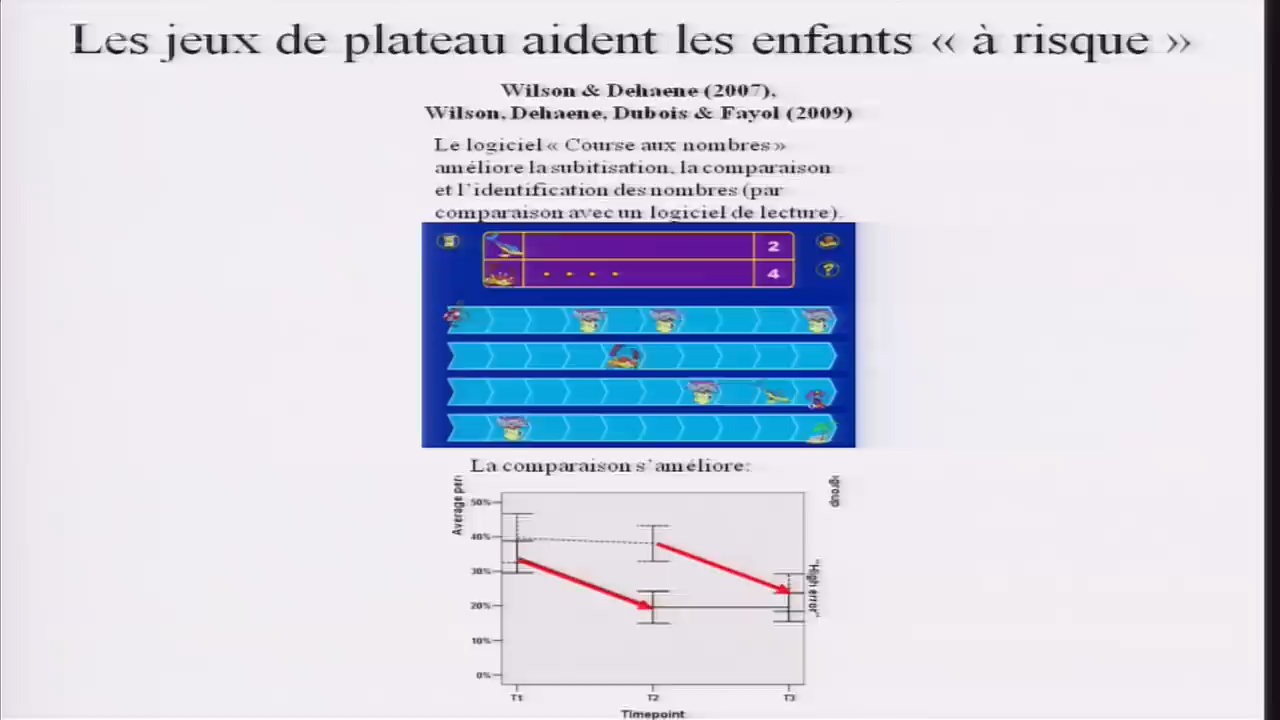 Les jeux de plateau aident les enfants « à risque »
Wilson & Dehaene (2007),
Wilson, Dehaene, Dubois & Fayol (2009)
Le logiciel « Course aux nombres »
améliore la subitisation, la comparaison
et l'identification des nombres (par
comparaison avec un logiciel de lecture).
2
4
?
La comparaison s'améliore:
50%
40%
30%
20%
10%
0%
Average
T1
T2
T3
Timepoint
"High error"